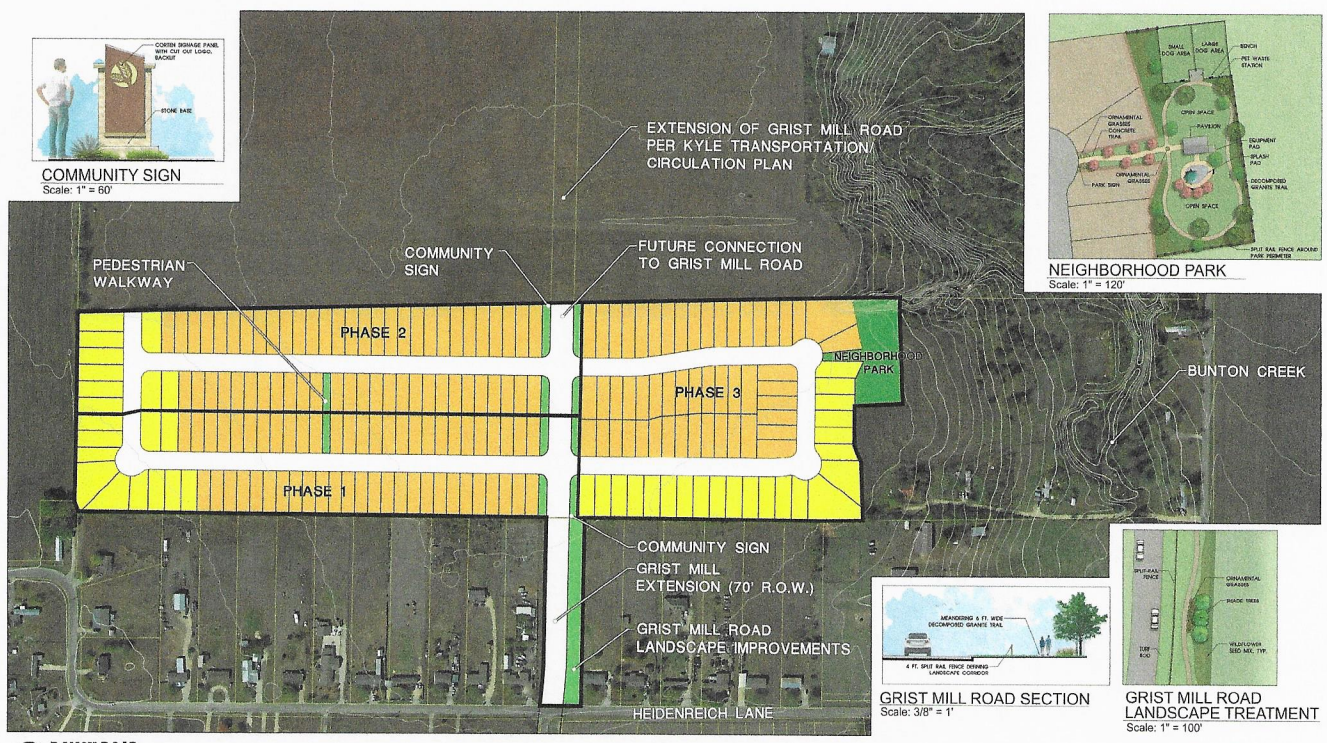 CORTEN SIGNAGE PANEL
WITH CUT OUT LOGO,
BACKLIT
STONE BASE
COMMUNITY SIGN
Scale: 1" = 60'
EXTENSION OF GRIST MILL ROAD
PER KYLE TRANSPORTATION/
CIRCULATION PLAN
SMALL
DOG AREA
LARGE
DOG AREA
BENCH
PET WASTE
STATION
OPEN SPACE
PAVILION
ORNAMENTAL
GRASSES
CONCRETE
TRAIL
EQUIPMENT
PAD
SPLASH
PAD
ORNAMENTAL
GRASSES
PARK SIGN
DECOMPOSED
GRANITE TRAIL
OPEN SPACE
SPLIT RAIL FENCE AROUND
PARK PERIMETER
NEIGHBORHOOD PARK
Scale: 1" = 120'
PEDESTRIAN
WALKWAY
COMMUNITY
SIGN
FUTURE CONNECTION
TO GRIST MILL ROAD
PHASE 2
NEIGHBORHOOD
PARK
PHASE 3
BUNTON CREEK
PHASE 1
COMMUNITY SIGN
GRIST MILL
EXTENSION (70' R.O.W.)
GRIST MILL ROAD
LANDSCAPE IMPROVEMENTS
HEIDENREICH LANE
MEANDERING 6 FT. WIDE
DECOMPOSED GRANITE TRAIL
4 FT. SPLIT RAIL FENCE DEFINING
LANDSCAPE CORRIDOR
GRIST MILL ROAD SECTION
Scale: 3/8" = 1'
SPLIT-RAIL
FENCE
ORNAMENTAL
GRASSES
SHADE TREES
TURF
SOD
WILDFLOWER
SEED MIX, TYP.
GRIST MILL ROAD
LANDSCAPE TREATMENT
Scale: 1" = 100'